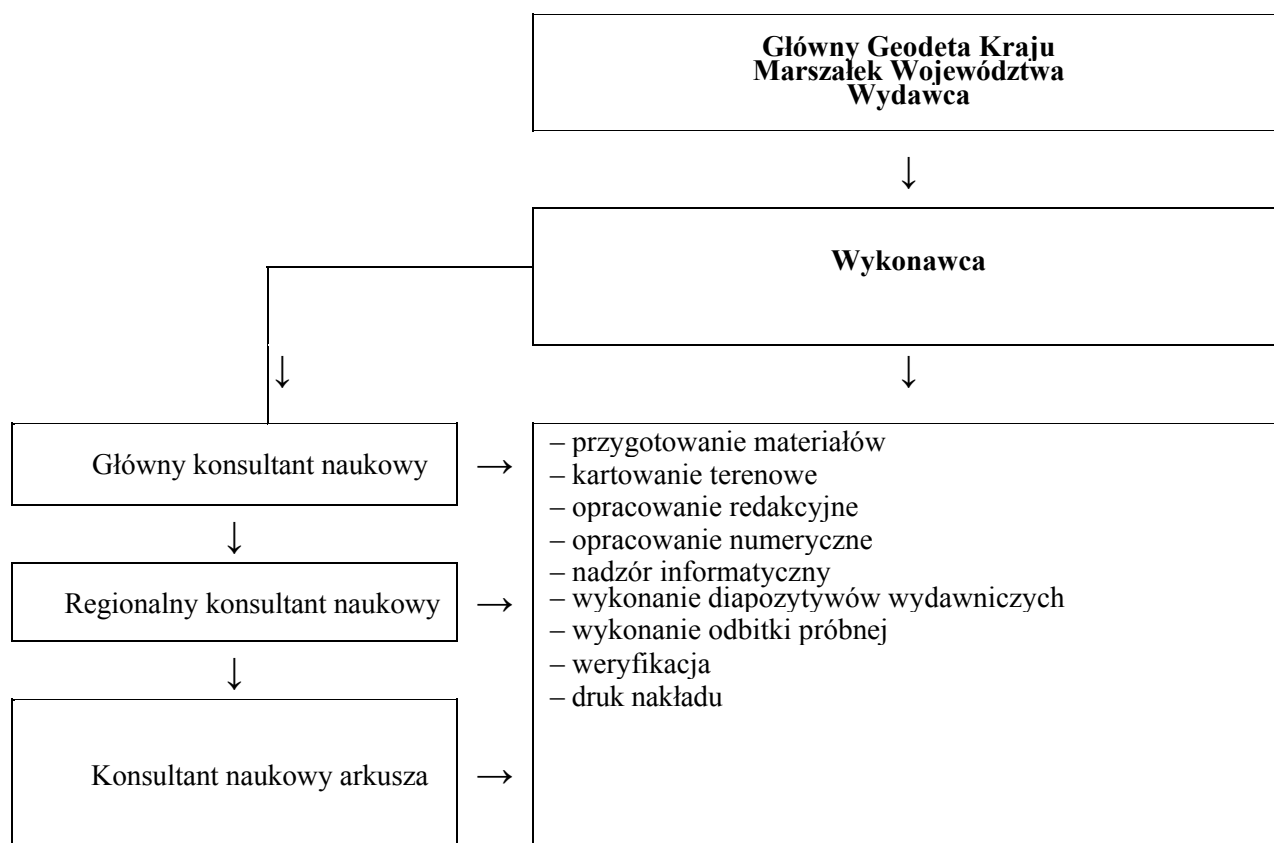 Główny Geodeta Kraju
Marszałek Województwa
Wydawca
↓
Wykonawca
↓
↓
Główny konsultant naukowy
→
↓
Regionalny konsultant naukowy
→
↓
Konsultant naukowy arkusza
→
– przygotowanie materiałów
– kartowanie terenowe
– opracowanie redakcyjne
– opracowanie numeryczne
– nadzór informatyczny
– wykonanie diapozytywów wydawniczych
– wykonanie odbitki próbnej
– weryfikacja
– druk nakładu